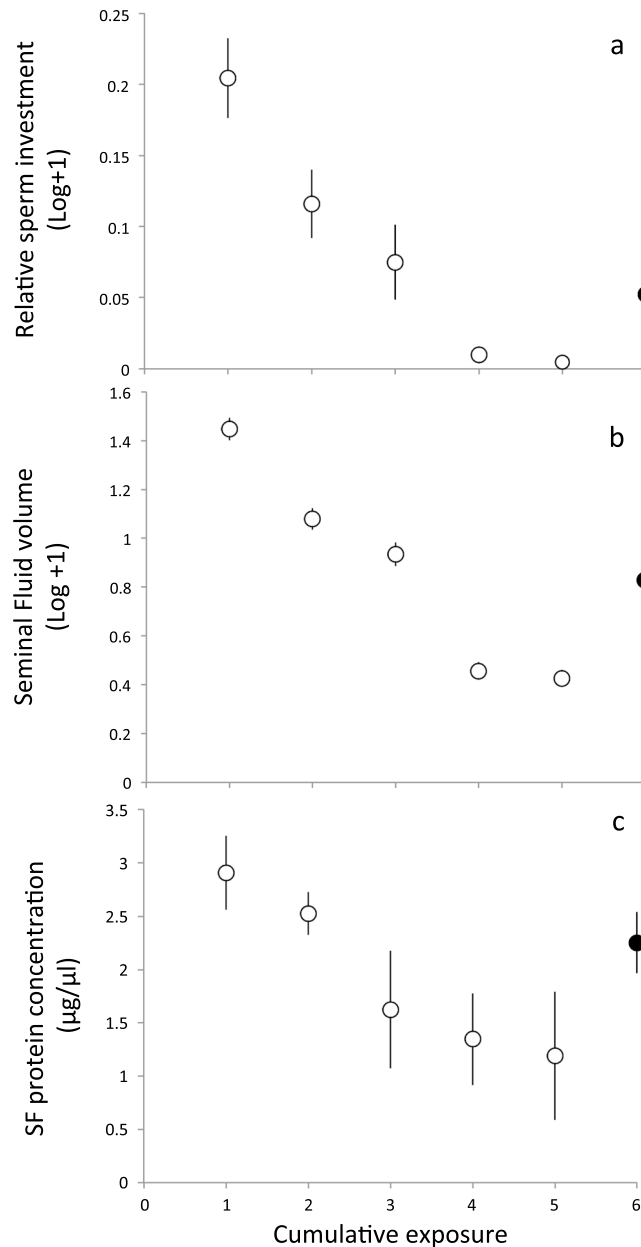 a
Relative sperm investment
(Log+1)
0.25
0.2
0.15
0.1
0.05
0
b
Seminal Fluid volume
(Log +1)
1.6
1.4
1.2
1
0.8
0.6
0.4
0.2
0
c
SF protein concentration
(µg/µl)
3.5
3
2.5
2
1.5
1
0.5
0
0 1 2 3 4 5 6
Cumulative exposure